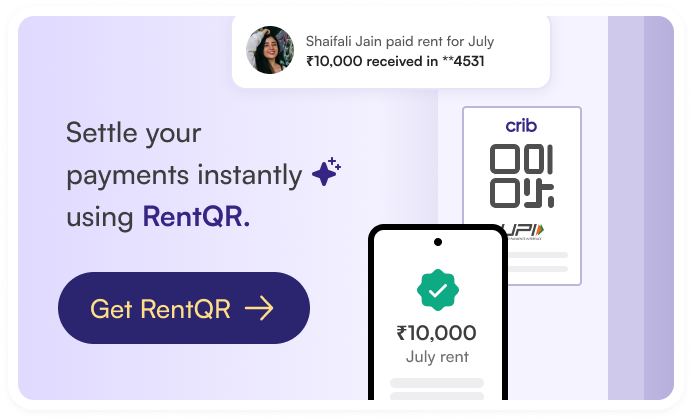 Shaifali Jain paid rent for July
₹10,000 received in **4531
Settle your
payments instantly
using RentQR.
Get RentQR
crib
UPI
₹10,000
July rent